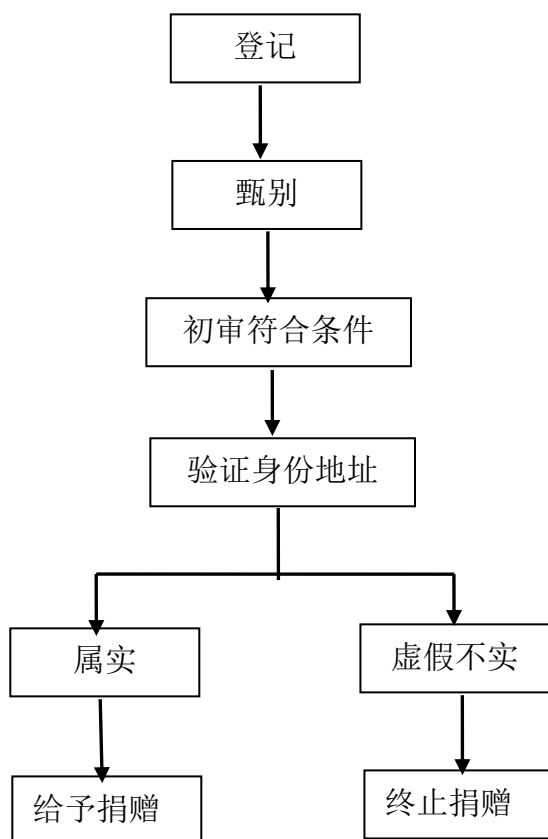 登记
甄别
初审符合条件
验证身份地址
属实
虚假不实
给予捐赠
终止捐赠